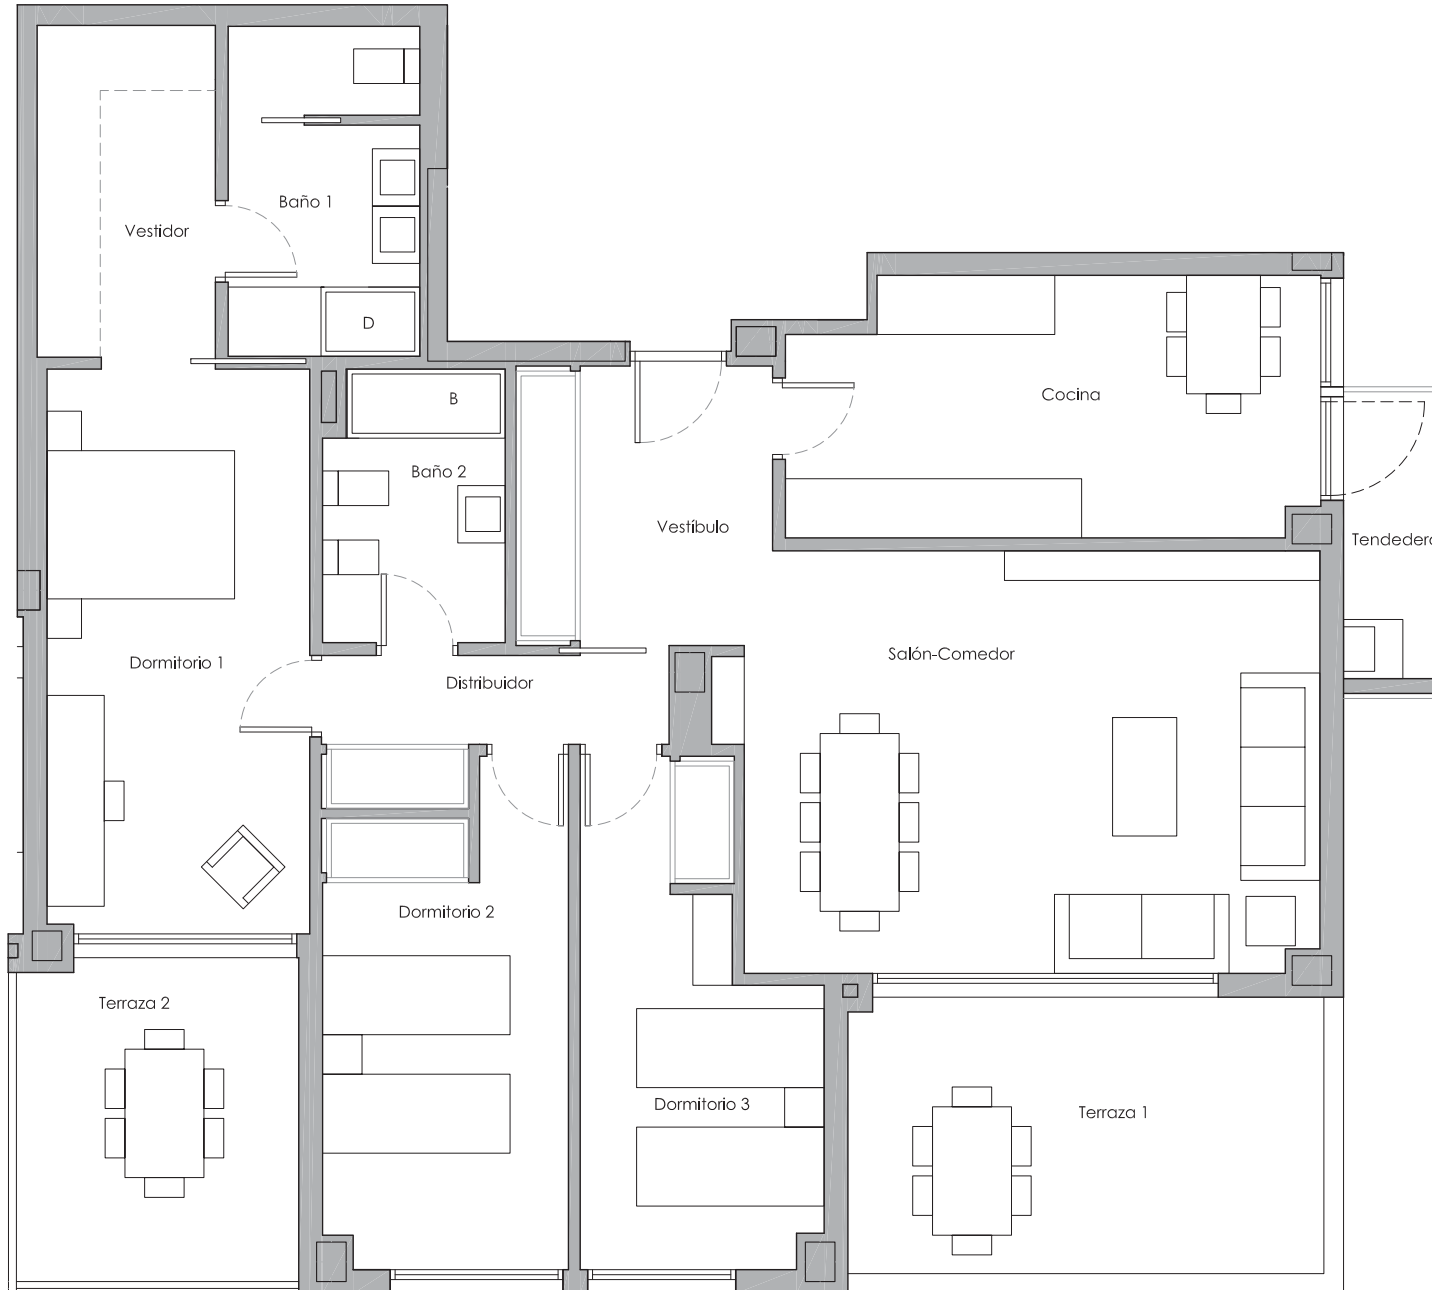 Baño 1
Vestidor
D
B
Cocina
Baño 2
Vestíbulo
Tendedero
Dormitorio 1
Salón-Comedor
Distribuidor
Dormitorio 2
Terraza 2
Dormitorio 3
Terraza 1